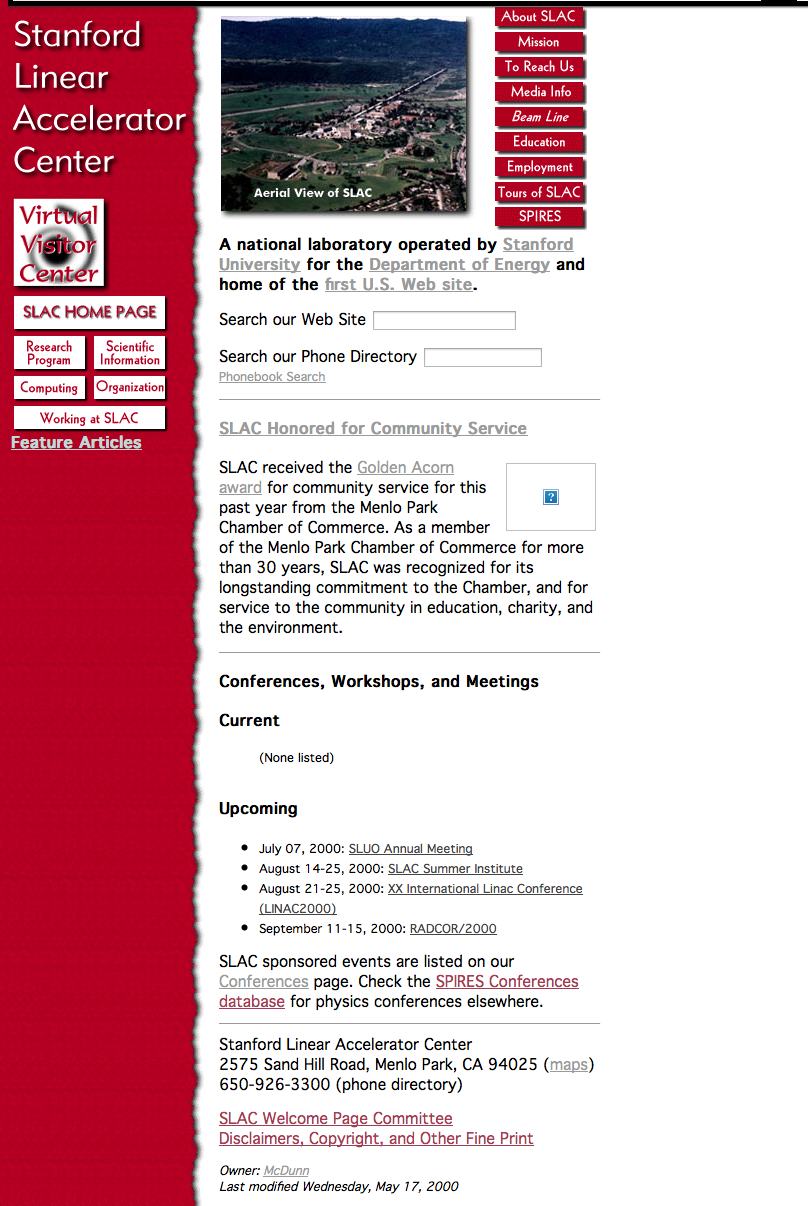 Stanford
Linear
Accelerator
Center
Virtual
Visitor
Center
SLAC HOME PAGE
Research
Program
Scientific
Information
Computing
Organization
Working at SLAC
Feature Articles
Aerial View of SLAC
About SLAC
Mission
To Reach Us
Media Info
Beam Line
Education
Employment
Tours of SLAC
SPIRES
A national laboratory operated by Stanford
University for the Department of Energy and
home of the first U.S. Web site.
Search our Web Site
Search our Phone Directory
Phonebook Search
SLAC Honored for Community Service
SLAC received the Golden Acorn
award for community service for this
past year from the Menlo Park
Chamber of Commerce. As a member
of the Menlo Park Chamber of Commerce for more
than 30 years, SLAC was recognized for its
longstanding commitment to the Chamber, and for
service to the community in education, charity, and
the environment.
Conferences, Workshops, and Meetings
Current
(None listed)
Upcoming
• July 07, 2000: SLUO Annual Meeting
• August 14-25, 2000: SLAC Summer Institute
• August 21-25, 2000: XX International Linac Conference
(LINAC2000)
• September 11-15, 2000: RADCOR/2000
SLAC sponsored events are listed on our
Conferences page. Check the SPIRES Conferences
database for physics conferences elsewhere.
Stanford Linear Accelerator Center
2575 Sand Hill Road, Menlo Park, CA 94025 (maps)
650-926-3300 (phone directory)
SLAC Welcome Page Committee
Disclaimers, Copyright, and Other Fine Print
Owner: McDunn
Last modified Wednesday, May 17, 2000